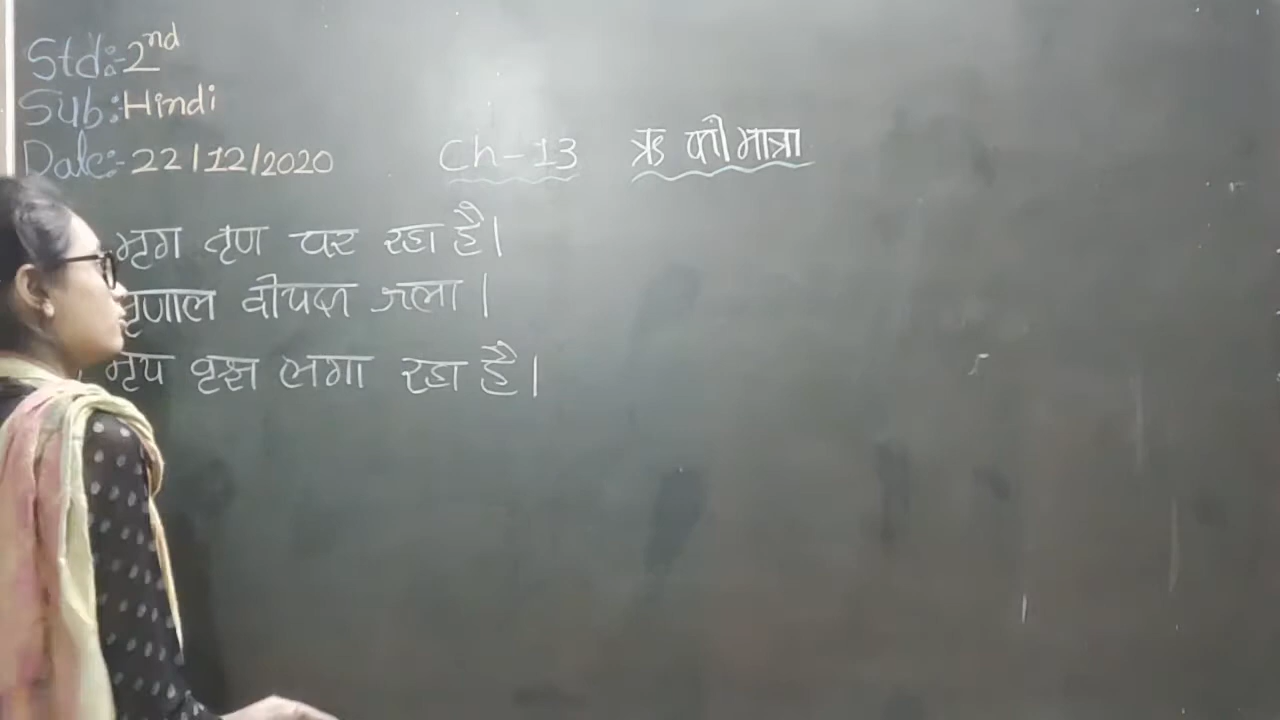 Std:-2nd
Sub:Hindi
Date:-22/12/2020
Ch-13 ऋ की मात्रा
मृग तृण चर रहा है।
मृणाल दीपक जला।
नृप वृक्ष लगा रहा है।